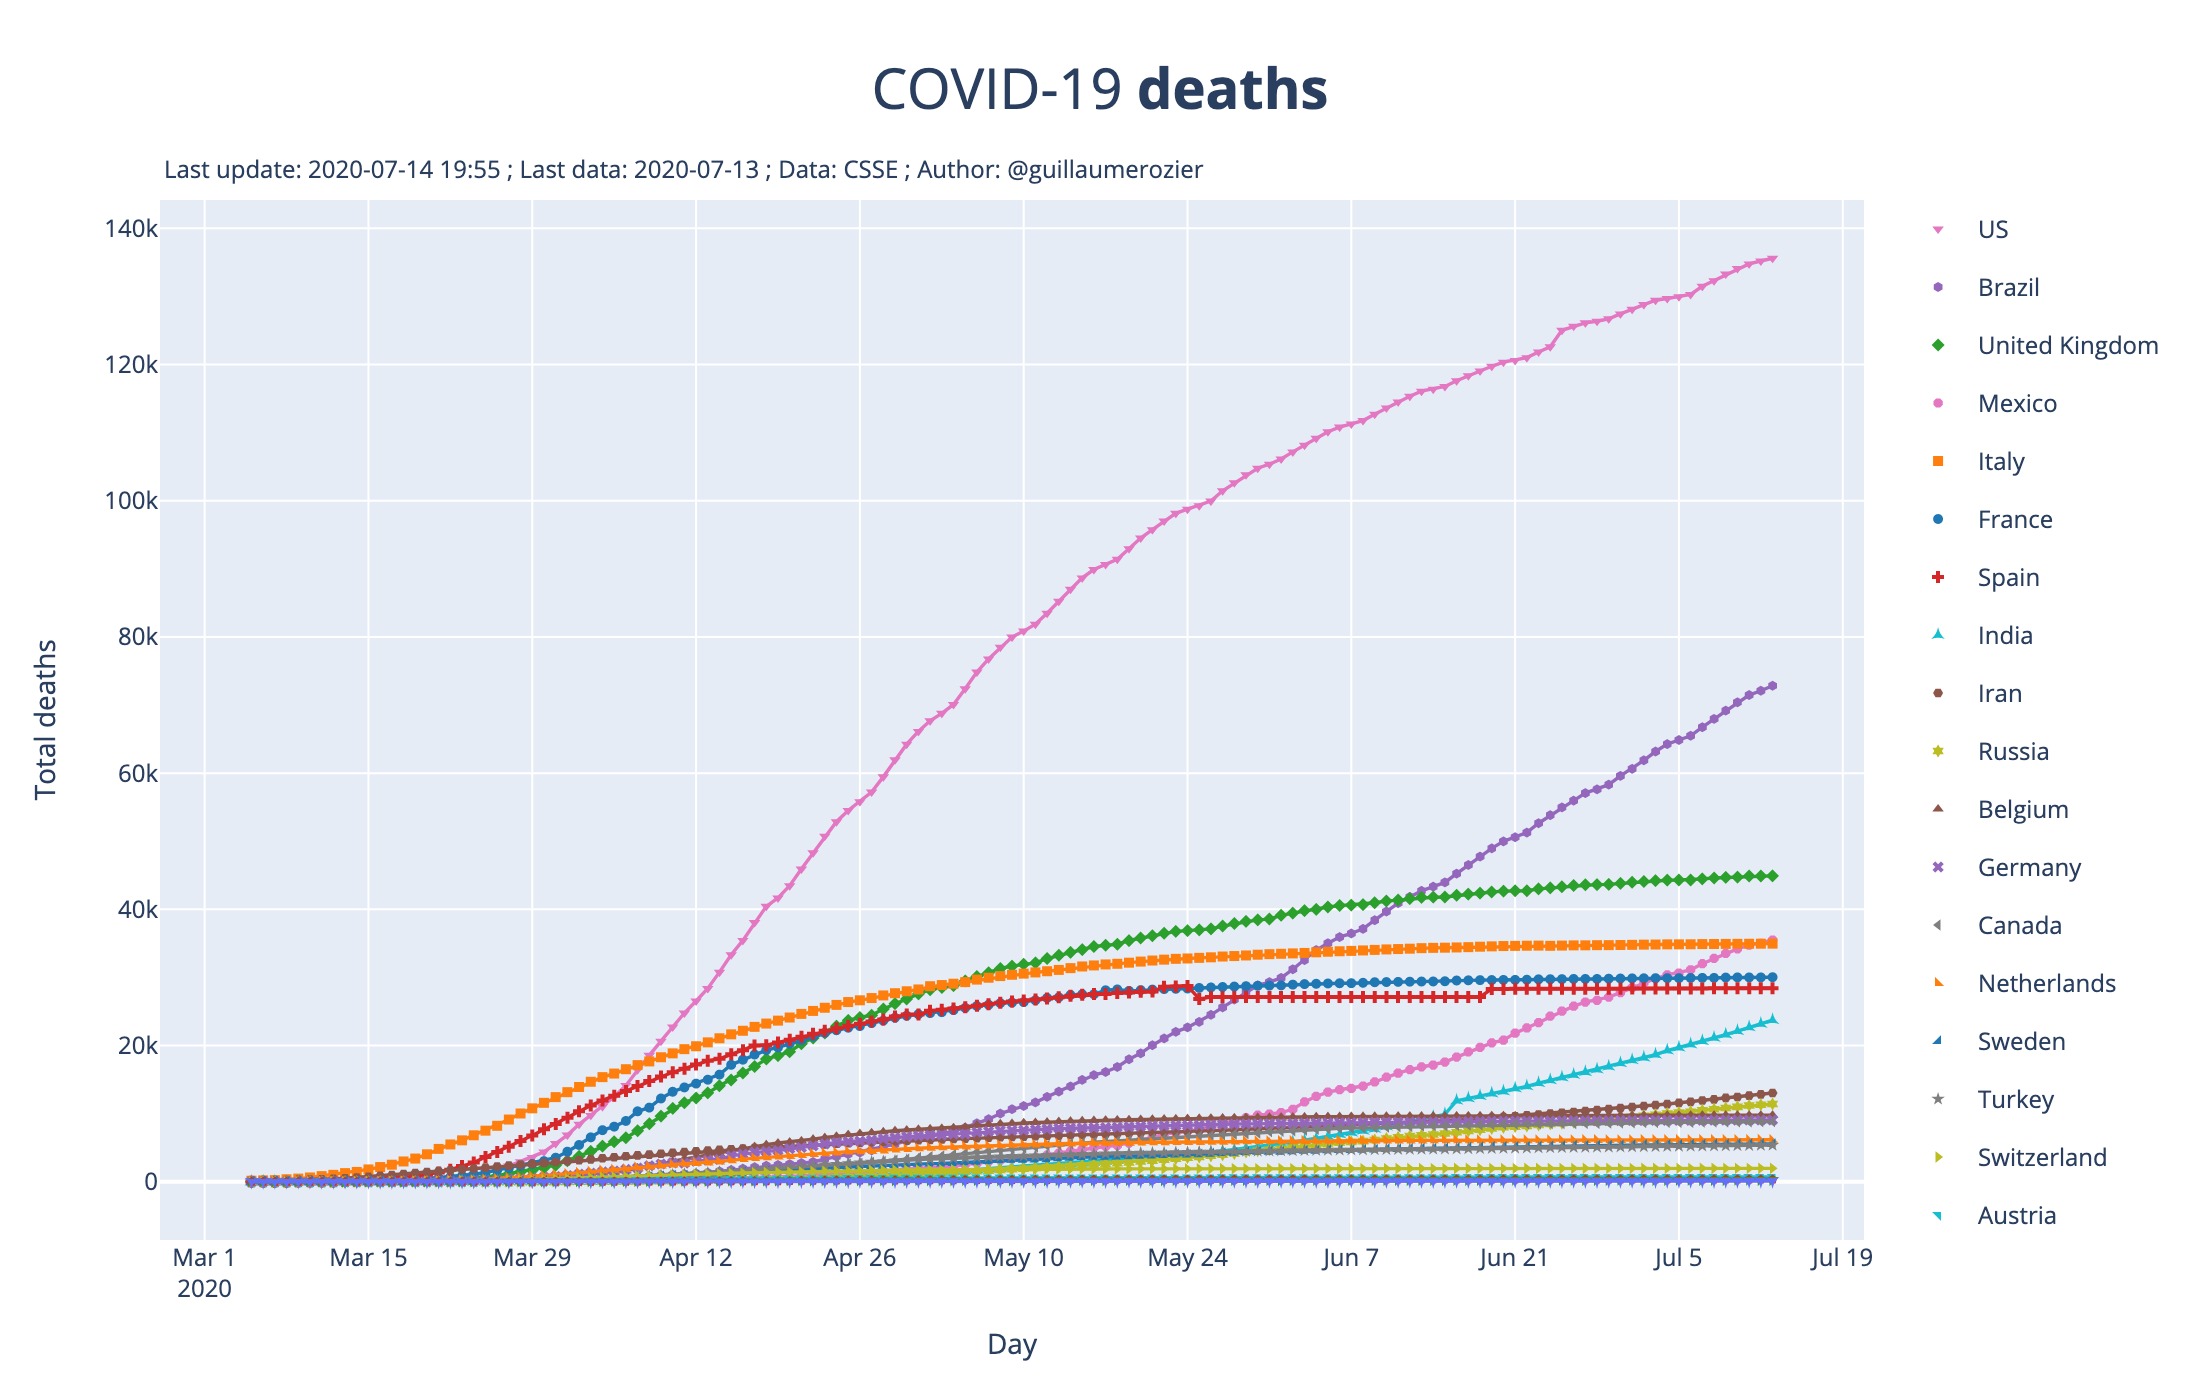 COVID-19 deaths
Last update: 2020-07-14 19:55 ; Last data: 2020-07-13 ; Data: CSSE ; Author: @guillaumerozier
140k
120k
100k
80k
60k
40k
20k
0
Total deaths
Mar 1
2020
Mar 15
Mar 29
Apr 12
Apr 26
May 10
May 24
Jun 7
Jun 21
Jul 5
Jul 19
Day
US
Brazil
United Kingdom
Mexico
Italy
France
Spain
India
Iran
Russia
Belgium
Germany
Canada
Netherlands
Sweden
Turkey
Switzerland
Austria